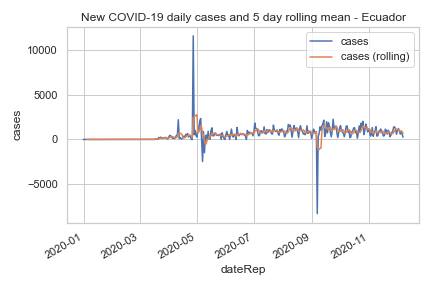 New COVID-19 daily cases and 5 day rolling mean - Ecuador
cases
cases (rolling)
10000
5000
0
−5000
cases
2020-01
2020-03
2020-05
2020-07
2020-09
2020-11
dateRep